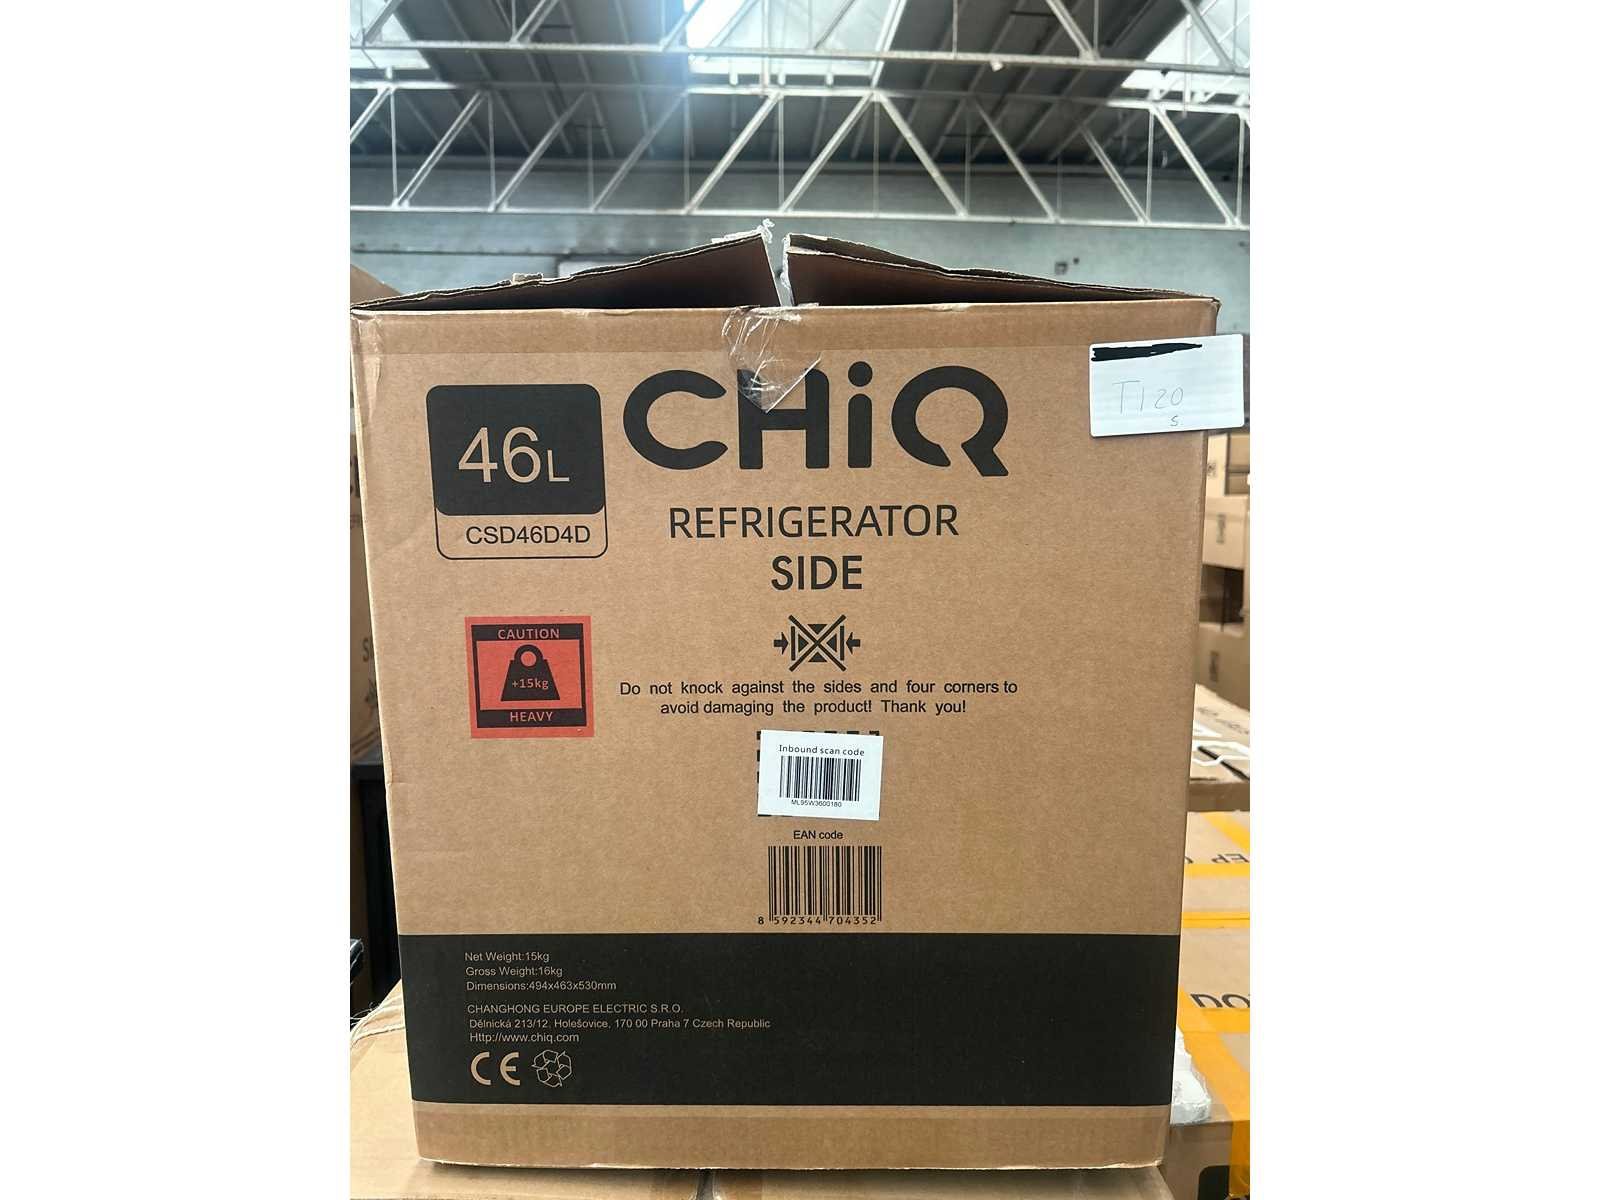 CHiQ
46L
CSD46D4D
REFRIGERATOR
SIDE
T120
S
CAUTION
+15kg
HEAVY
Do not knock against the sides and four corners to
avoid damaging the product! Thank you!
Inbound scan code
ML95W3600180
EAN code
8 592344 704352
Net Weight:15kg
Gross Weight:16kg
Dimensions:494x463x530mm
CHANGHONG EUROPE ELECTRIC S.R.O.
Dělnická 213/12, Holešovice, 170 00 Praha 7 Czech Republic
Http://www.chiq.com
CE